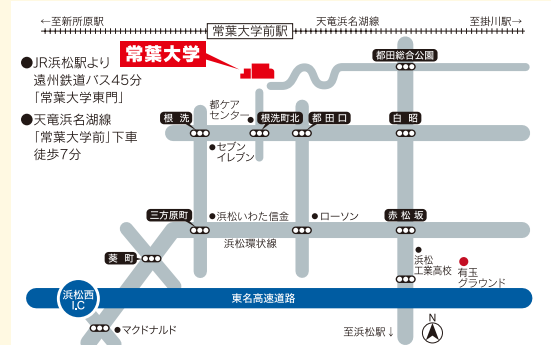 ←至新所原駅
天竜浜名湖線
至掛川駅→
常葉大学前駅
常葉大学
●JR浜松駅より
遠州鉄道バス45分
「常葉大学東門」
●天竜浜名湖線
「常葉大学前」下車
徒歩7分
都田総合公園
都ケア
センター
根洗
根洗町北
都田口
白昭
セブン
イレブン
三方原町
浜松いわた信金
ローソン
赤松坂
浜松環状線
葵町
浜松
工業高校
有玉
グラウンド
浜松西
I.C
東名高速道路
マクドナルド
至浜松駅↓
N